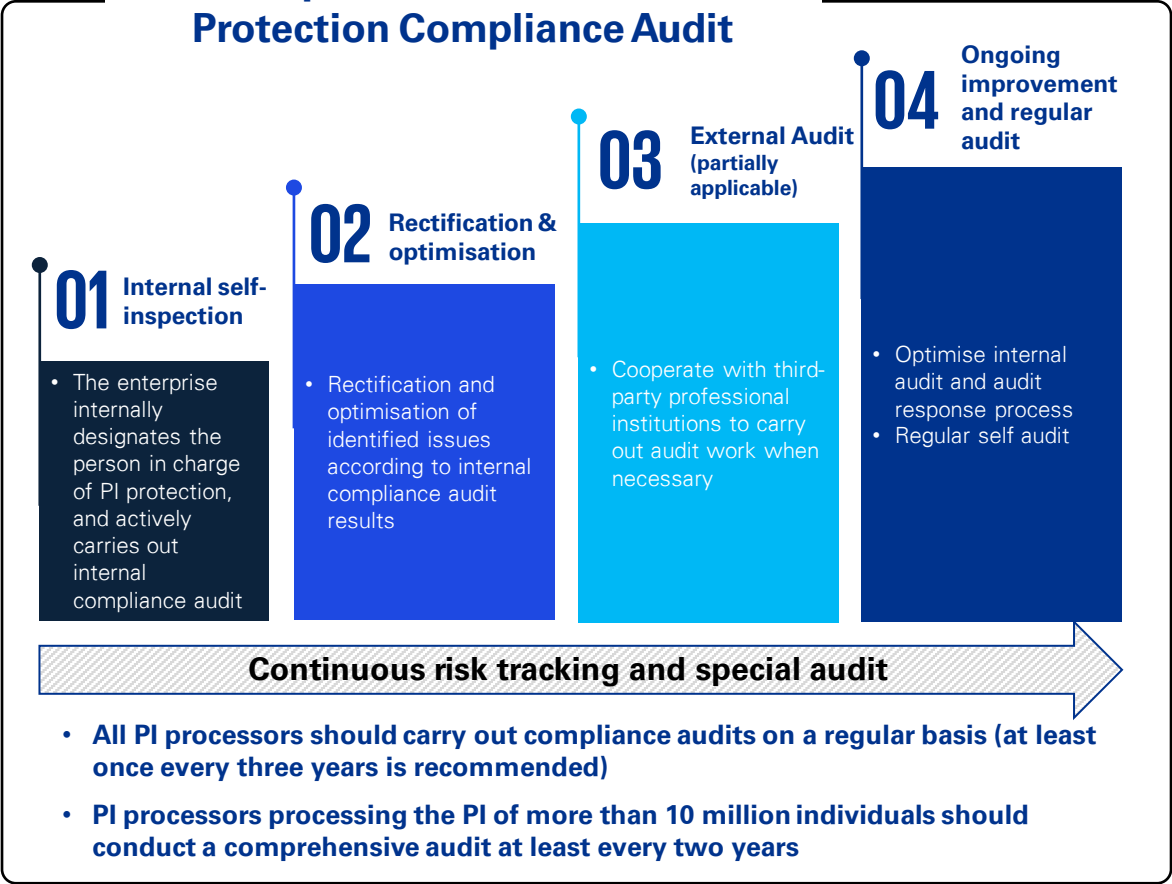 Protection Compliance Audit
01
Internal self-
inspection
• The enterprise
internally
designates the
person in charge
of PI protection,
and actively
carries out
internal
compliance audit
02
Rectification &
optimisation
• Rectification and
optimisation of
identified issues
according to internal
compliance audit
results
03
External Audit
(partially
applicable)
• Cooperate with third-
party professional
institutions to carry
out audit work when
necessary
04
Ongoing
improvement
and regular
audit
• Optimise internal
audit and audit
response process
• Regular self audit
Continuous risk tracking and special audit
• All PI processors should carry out compliance audits on a regular basis (at least
once every three years is recommended)
• PI processors processing the PI of more than 10 million individuals should
conduct a comprehensive audit at least every two years